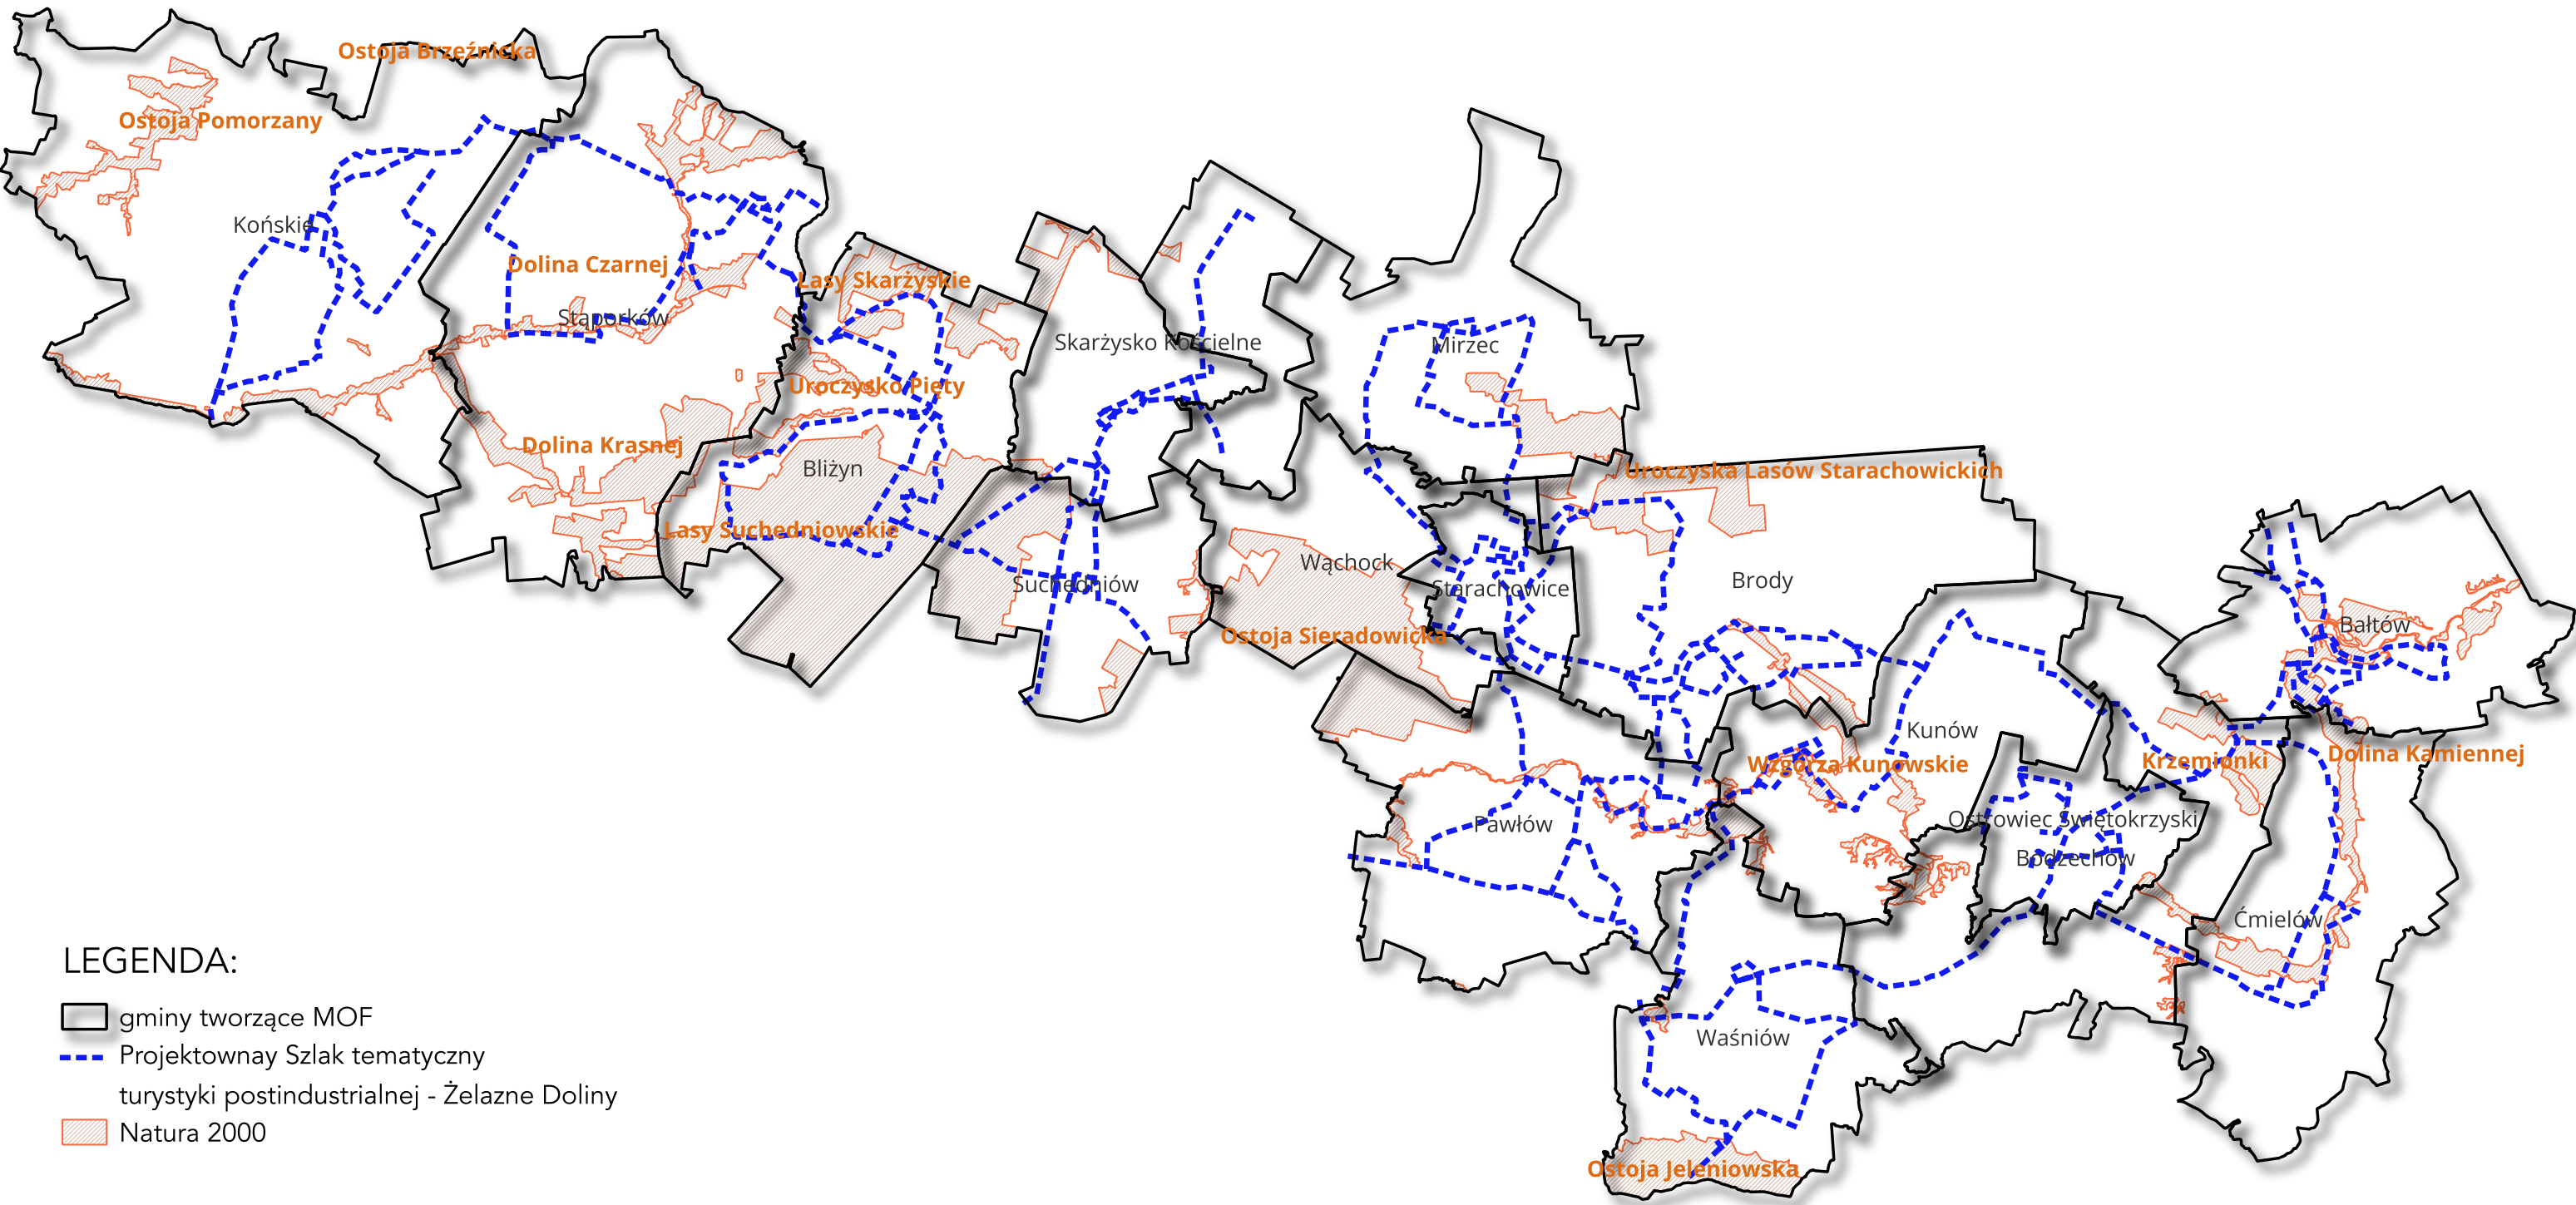 Ostoja Brzeźnicka
Ostoja Pomorzany
Końskie
Dolina Czarnej
Lasy Skarżyskie
Stąporków
Skarżysko Kościelne
Mirzec
Uroczysko Pięty
Dolina Krasnej
Bliżyn
Uroczyska Lasów Starachowickich
Lasy Suchedniowskie
Wąchock
Suchedniów
Starachowice
Brody
Ostoja Sieradowicka
Bałtów
Kunów
Wzgórza Kunowskie
Krzemionki
Dolina Kamiennej
Pawłów
Ostrowiec Świętokrzyski
Bodzechów
Ćmielów
Waśniów
Ostoja Jeleniowska
LEGENDA:
gminy tworzące MOF
Projektownay Szlak tematyczny
turystyki postindustrialnej - Żelazne Doliny
Natura 2000